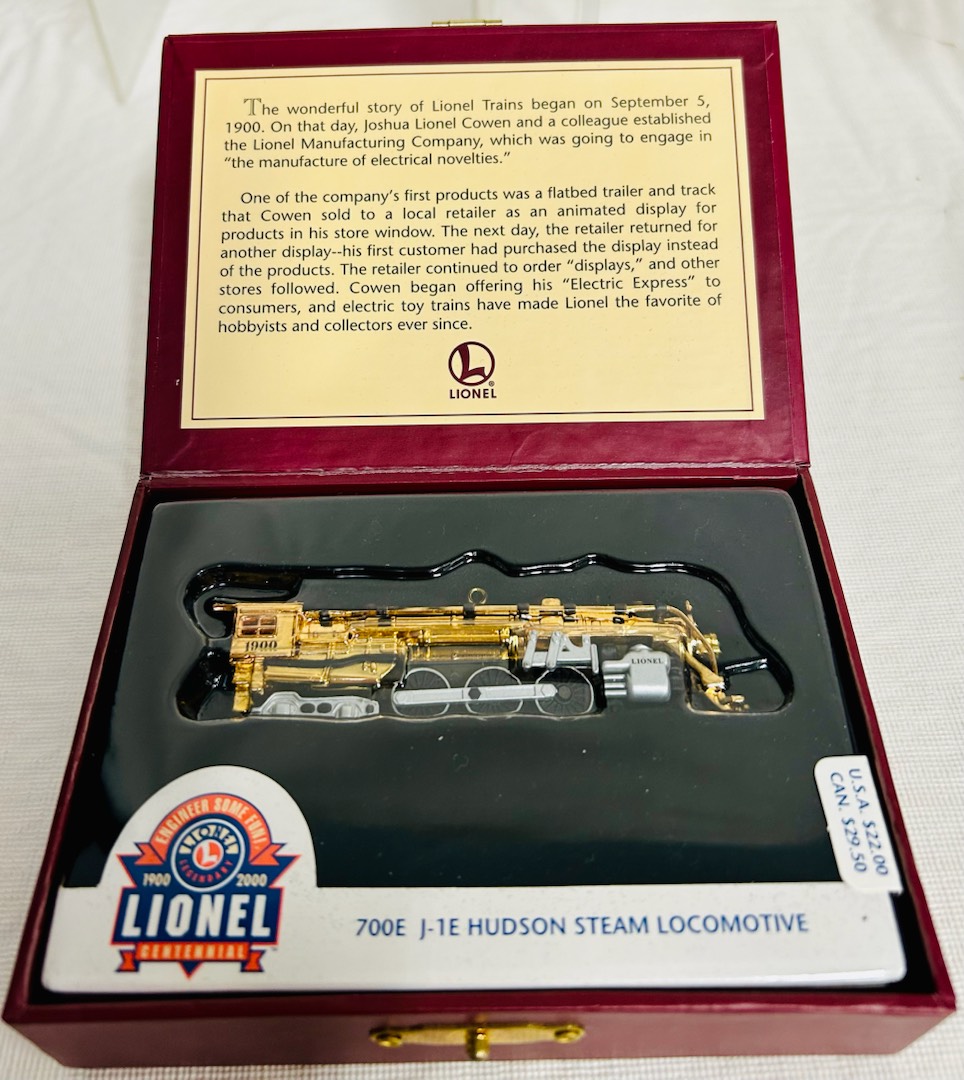 The wonderful story of Lionel Trains began on September 5,
1900. On that day, Joshua Lionel Cowen and a colleague established
the Lionel Manufacturing Company, which was going to engage in
“the manufacture of electrical novelties.”
One of the company’s first products was a flatbed trailer and track
that Cowen sold to a local retailer as an animated display for
products in his store window. The next day, the retailer returned for
another display--his first customer had purchased the display instead
of the products. The retailer continued to order “displays,” and other
stores followed. Cowen began offering his “Electric Express” to
consumers, and electric toy trains have made Lionel the favorite of
hobbyists and collectors ever since.
L®
LIONEL
1900
LIONEL
U.S.A. $22.00
CAN. $29.50
ENGINEER SOME FUN!
LIONEL
L
LEGENDARY
1900 2000
LIONEL™
CENTENNIAL
700E J-1E HUDSON STEAM LOCOMOTIVE